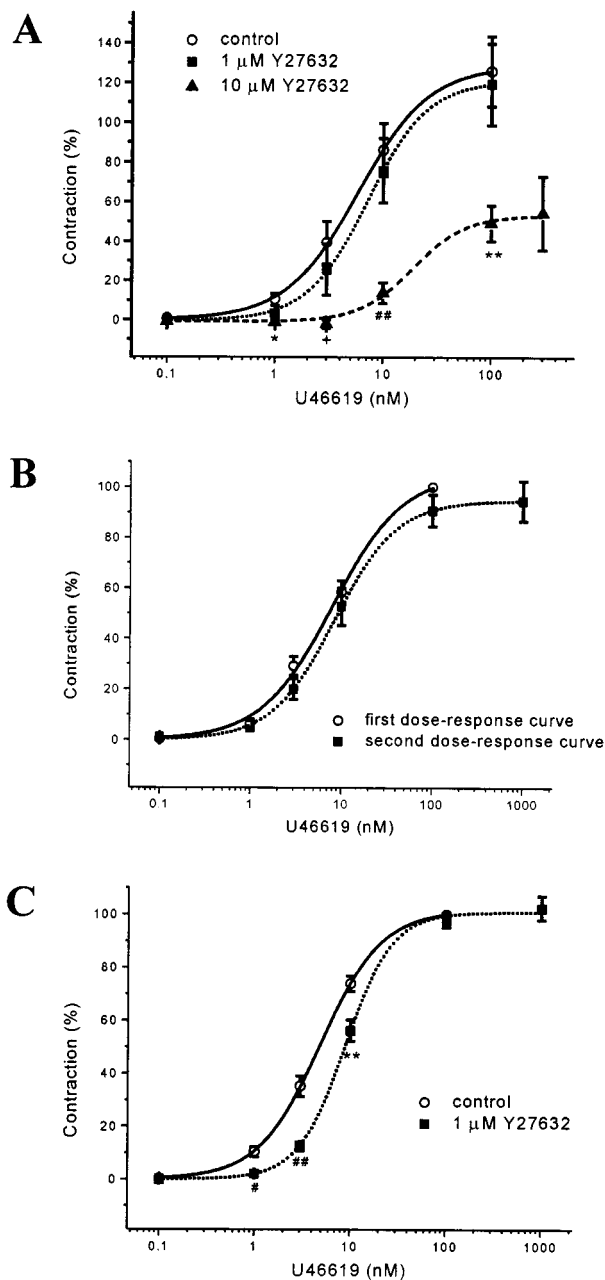 A
control
1 µM Y27632
10 µM Y27632
Contraction (%)
140
120
100
80
60
40
20
0
*
+
##
**
0.1
1
10
100
U46619 (nM)
B
Contraction (%)
100
80
60
40
20
0
first dose-response curve
second dose-response curve
0.1
1
10
100
1000
U46619 (nM)
C
Contraction (%)
100
80
60
40
20
0
**
control
1 µM Y27632
##
#
0.1
1
10
100
1000
U46619 (nM)